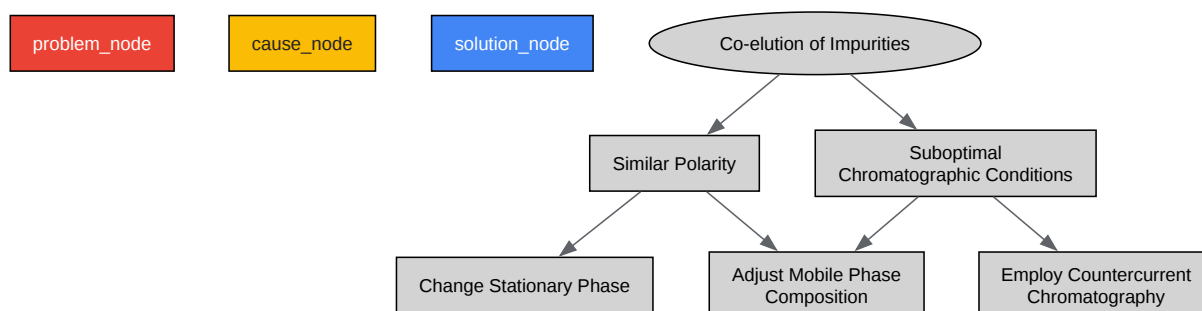 problem_node
cause_node
solution_node
Co-elution of Impurities
Similar Polarity
Suboptimal
Chromatographic Conditions
Change Stationary Phase
Adjust Mobile Phase
Composition
Employ Countercurrent
Chromatography